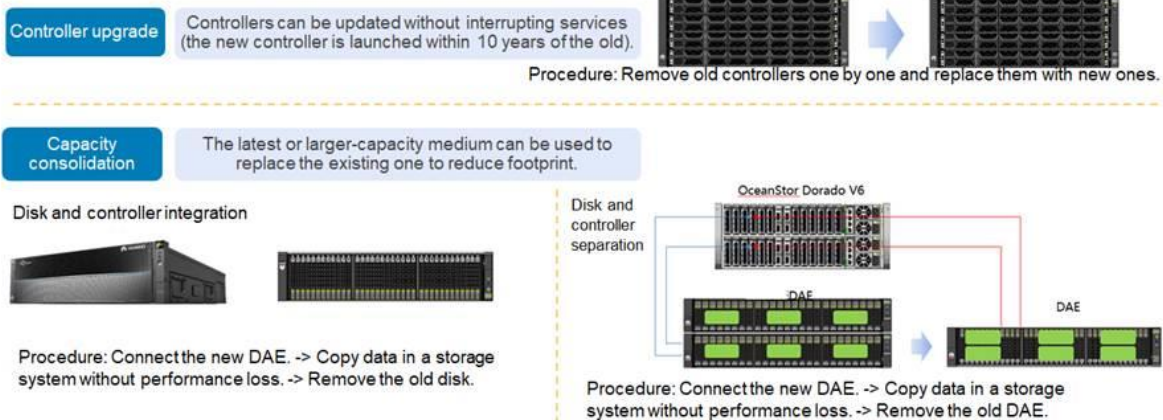 Controller upgrade
Controllers can be updated without interrupting services
(the new controller is launched within 10 years of the old).
Procedure: Remove old controllers one by one and replace them with new ones.
Capacity
consolidation
The latest or larger-capacity medium can be used to
replace the existing one to reduce footprint.
Disk and controller integration
Procedure: Connect the new DAE. -> Copy data in a storage
system without performance loss. -> Remove the old disk.
Disk and
controller
separation
OceanStor Dorado V6
DAE
DAE
Procedure: Connect the new DAE. -> Copy data in a storage
system without performance loss. -> Remove the old DAE.